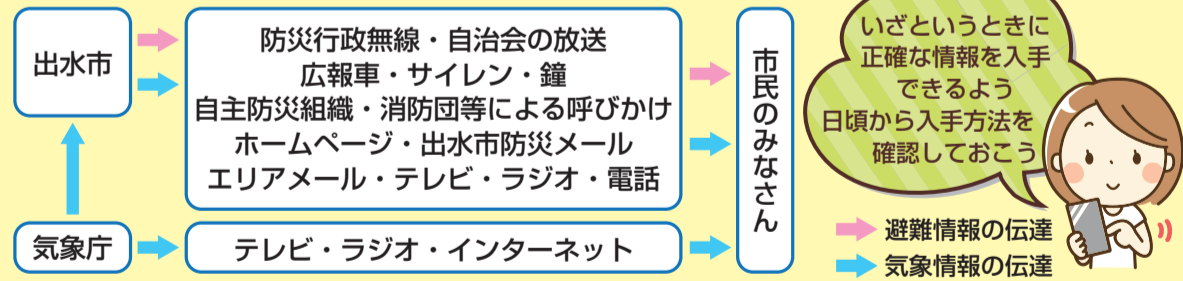 出水市
防災行政無線・自治会の放送
広報車・サイレン・鐘
自主防災組織・消防団等による呼びかけ
ホームページ・出水市防災メール
エリアメール・テレビ・ラジオ・電話
市民のみなさん
いざというときに
正確な情報を入手
できるよう
日頃から入手方法を
確認しておこう
気象庁
テレビ・ラジオ・インターネット
避難情報の伝達
気象情報の伝達